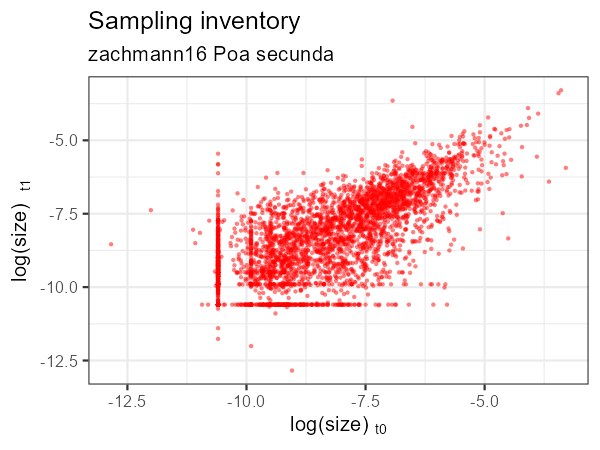 Sampling inventory
zachmann16 Poa secunda
log(size) t1
-5.0
-7.5
-10.0
-12.5
-12.5 -10.0 -7.5 -5.0
log(size) t0